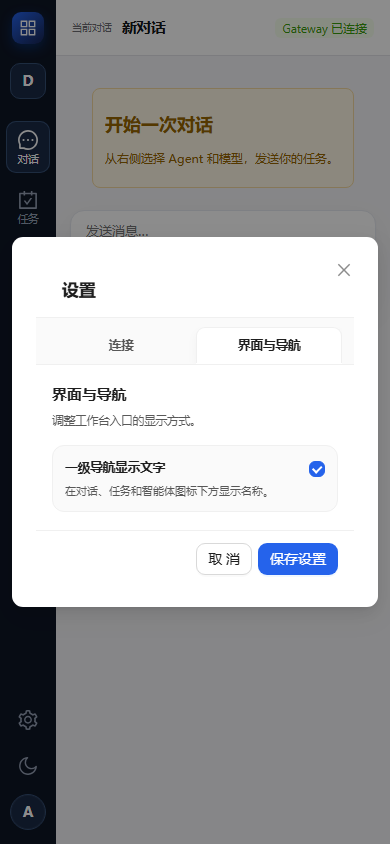 当前对话 新对话 Gateway 已连接
D
开始一次对话
从右侧选择 Agent 和模型，发送你的任务。
对话
任务
发送消息...
设置
连接 界面与导航
界面与导航
调整工作台入口的显示方式。
一级导航显示文字
在对话、任务和智能体图标下方显示名称。
取 消 保存设置
A